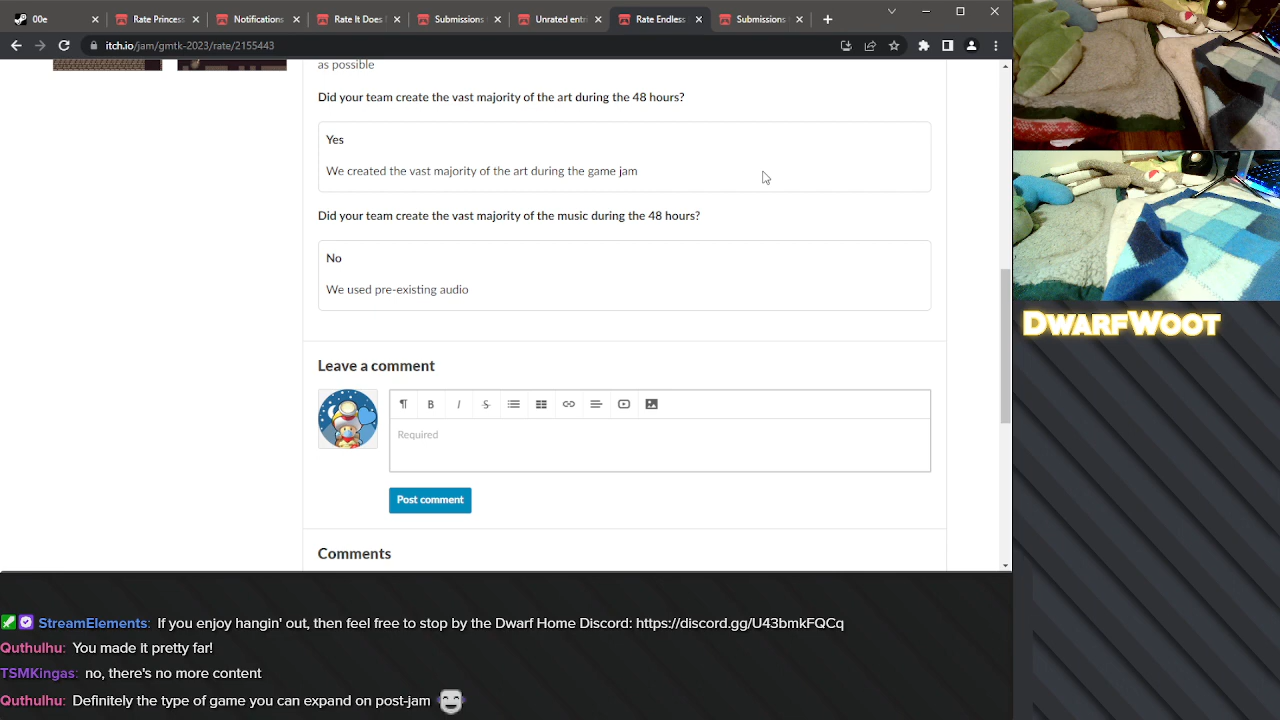 00e
Rate Princess
Notifications
Rate It Does
Submissions
Unrated ent
Rate Endless
Submissions
itch.io/jam/gmtk-2023/rate/2155443
as possible
Did your team create the vast majority of the art during the 48 hours?
Yes
We created the vast majority of the art during the game jam
Did your team create the vast majority of the music during the 48 hours?
No
We used pre-existing audio
Leave a comment
Required
Post comment
Comments
DwarfWoot
StreamElements: If you enjoy hangin' out, then feel free to stop by the Dwarf Home Discord: https://discord.gg/U43bmkFQCq
Quthulhu: You made it pretty far!
TSMKingas: no, there's no more content
Quthulhu: Definitely the type of game you can expand on post-jam